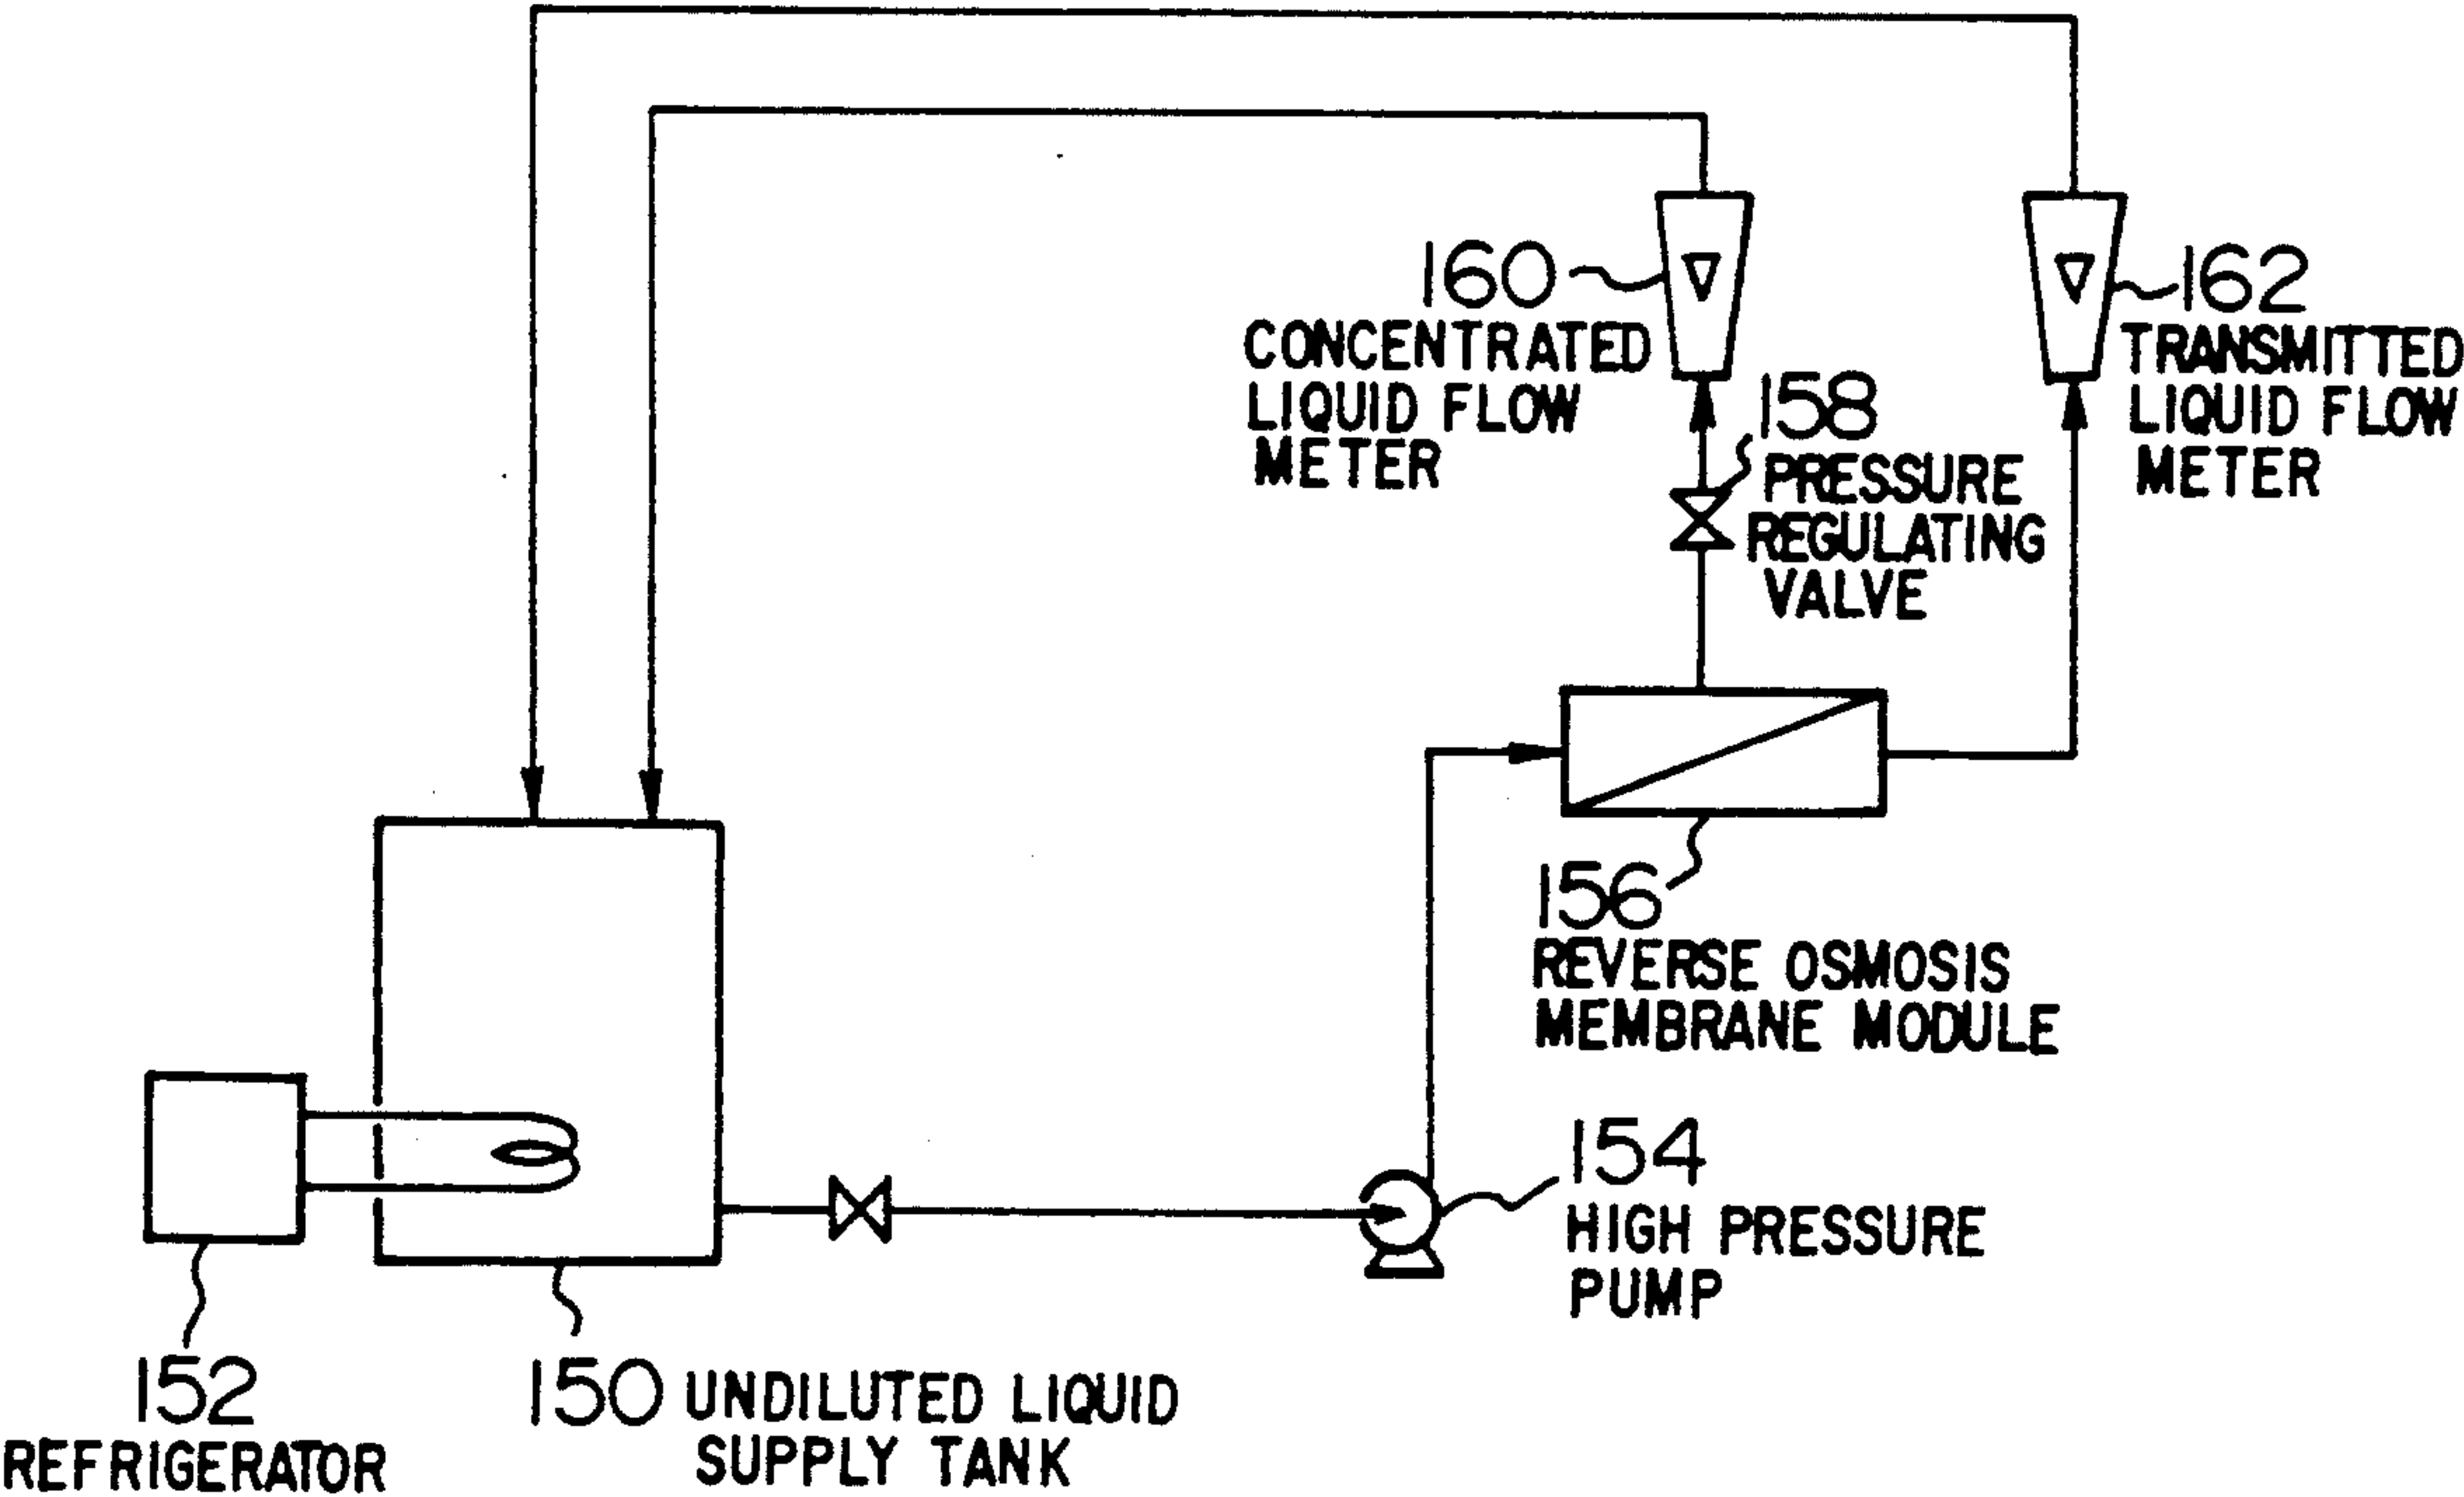 160
CONCENTRATED
LIQUID FLOW
METER
162
TRANSMITTED
LIQUID FLOW
METER
158
PRESSURE
REGULATING
VALVE
156
REVERSE OSMOSIS
MEMBRANE MODULE
154
HIGH PRESSURE
PUMP
152
REFRIGERATOR
150 UNDILUTED LIQUID
SUPPLY TANK